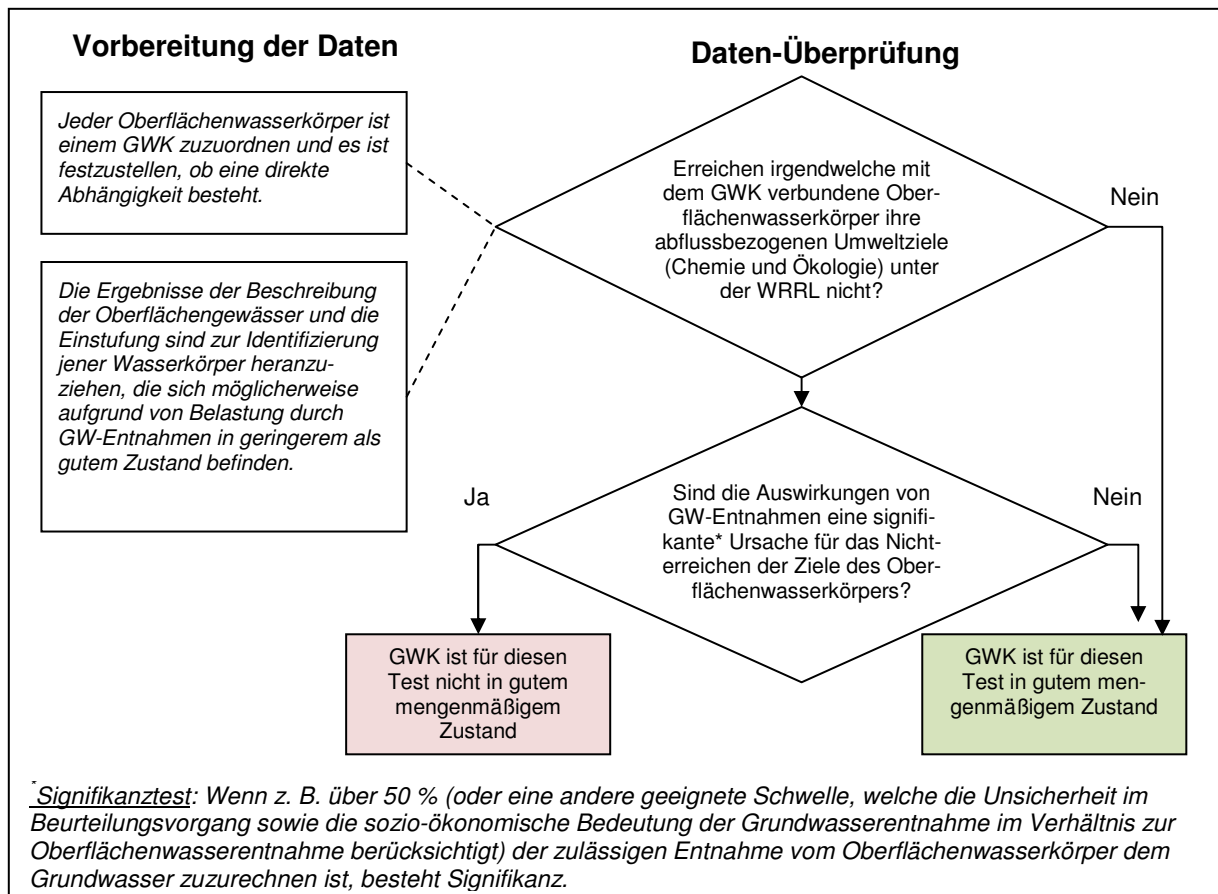 Vorbereitung der Daten
Daten-Überprüfung
Jeder Oberflächenwasserkörper ist
einem GWK zuzuordnen und es ist
festzustellen, ob eine direkte
Abhängigkeit besteht.
Erreichen irgendwelche mit
dem GWK verbundene Ober-
flächenwasserkörper ihre
abflussbezogenen Umweltziele
(Chemie und Ökologie) unter
der WRRL nicht?
Nein
Die Ergebnisse der Beschreibung
der Oberflächengewässer und die
Einstufung sind zur Identifizierung
jener Wasserkörper heranzu-
ziehen, die sich möglicherweise
aufgrund von Belastung durch
GW-Entnahmen in geringerem als
gutem Zustand befinden.
Ja
Sind die Auswirkungen von
GW-Entnahmen eine signifi-
kante* Ursache für das Nicht-
erreichen der Ziele des Ober-
flächenwasserkörpers?
Nein
GWK ist für diesen
Test nicht in gutem
mengenmäßigem
Zustand
GWK ist für diesen
Test in gutem men-
genmäßigem Zustand
*Signifikanztest: Wenn z. B. über 50 % (oder eine andere geeignete Schwelle, welche die Unsicherheit im
Beurteilungsvorgang sowie die sozio-ökonomische Bedeutung der Grundwasserentnahme im Verhältnis zur
Oberflächenwasserentnahme berücksichtigt) der zulässigen Entnahme vom Oberflächenwasserkörper dem
Grundwasser zuzurechnen ist, besteht Signifikanz.